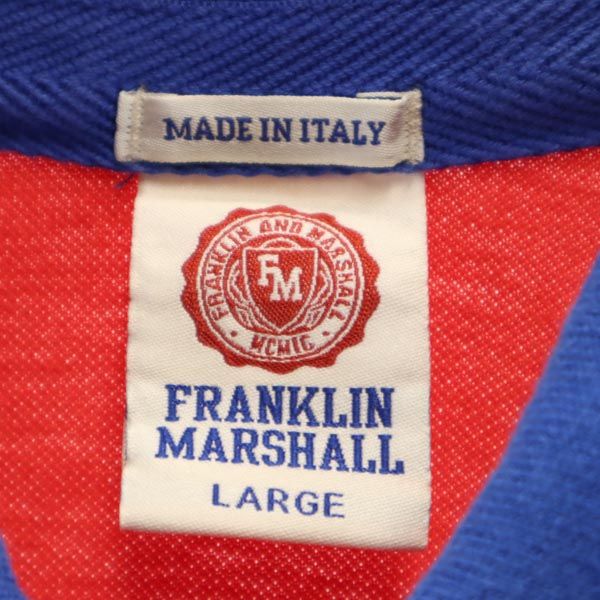 MADE IN ITALY
FRANKLIN AND MARSHALL
FM
MCMIC
FRANKLIN
MARSHALL
LARGE